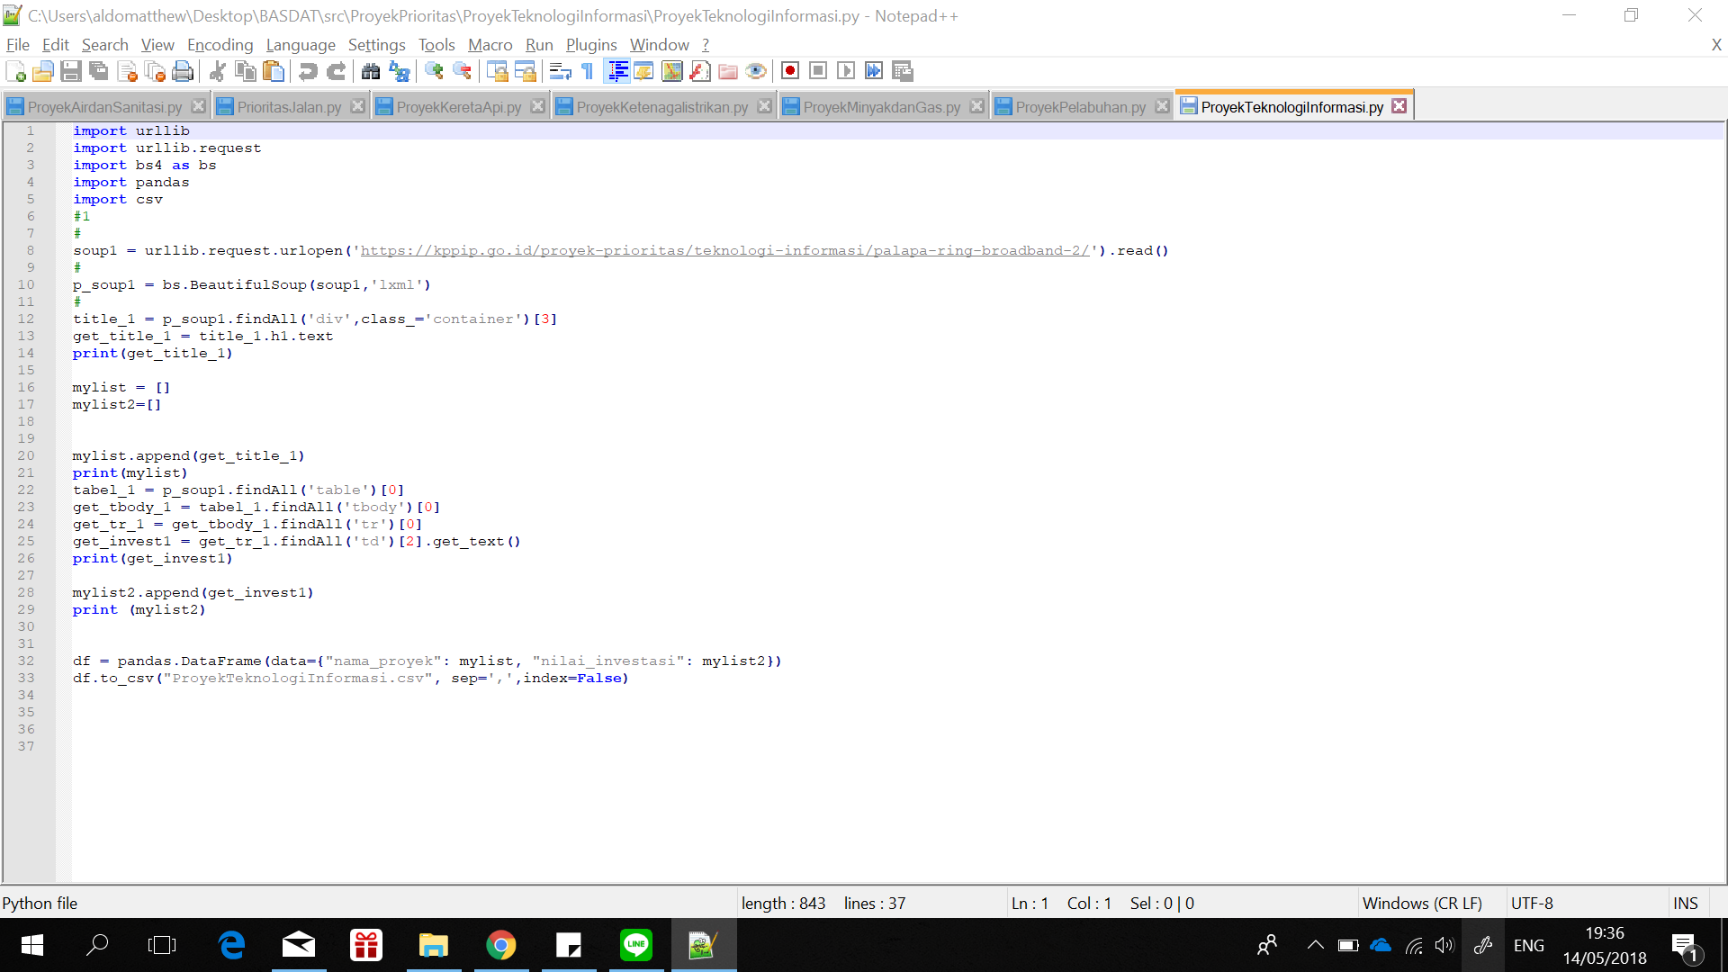 C:\Users\aldomatthew\Desktop\BASDAT\src\ProyekPrioritas\ProyekTeknologiInformasi\ProyekTeknologiInformasi.py - Notepad++
File Edit Search View Encoding Language Settings Tools Macro Run Plugins Window ? X
ProyekAirdanSanitasi.py PrioritasJalan.py ProyekKeretaApi.py ProyekKetenagalistrikan.py ProyekMinyakdanGas.py ProyekPelabuhan.py ProyekTeknologiInformasi.py
1 import urllib
2 import urllib.request
3 import bs4 as bs
4 import pandas
5 import csv
6 #1
7 #
8 soup1 = urllib.request.urlopen('https://kppip.go.id/proyek-prioritas/teknologi-informasi/palapa-ring-broadband-2/').read()
9 #
10 p_soup1 = bs.BeautifulSoup(soup1,'lxml')
11 #
12 title_1 = p_soup1.findAll('div',class_='container')[3]
13 get_title_1 = title_1.h1.text
14 print(get_title_1)
15
16 mylist = []
17 mylist2=[]
18
19
20 mylist.append(get_title_1)
21 print(mylist)
22 tabel_1 = p_soup1.findAll('table')[0]
23 get_tbody_1 = tabel_1.findAll('tbody')[0]
24 get_tr_1 = get_tbody_1.findAll('tr')[0]
25 get_invest1 = get_tr_1.findAll('td')[2].get_text()
26 print(get_invest1)
27
28 mylist2.append(get_invest1)
29 print (mylist2)
30
31
32 df = pandas.DataFrame(data={"nama_proyek": mylist, "nilai_investasi": mylist2})
33 df.to_csv("ProyekTeknologiInformasi.csv", sep=',',index=False)
34
35
36
37
Python file length : 843 lines : 37 Ln : 1 Col : 1 Sel : 0 | 0 Windows (CR LF) UTF-8 INS
LINE ENG 19:36
14/05/2018 1